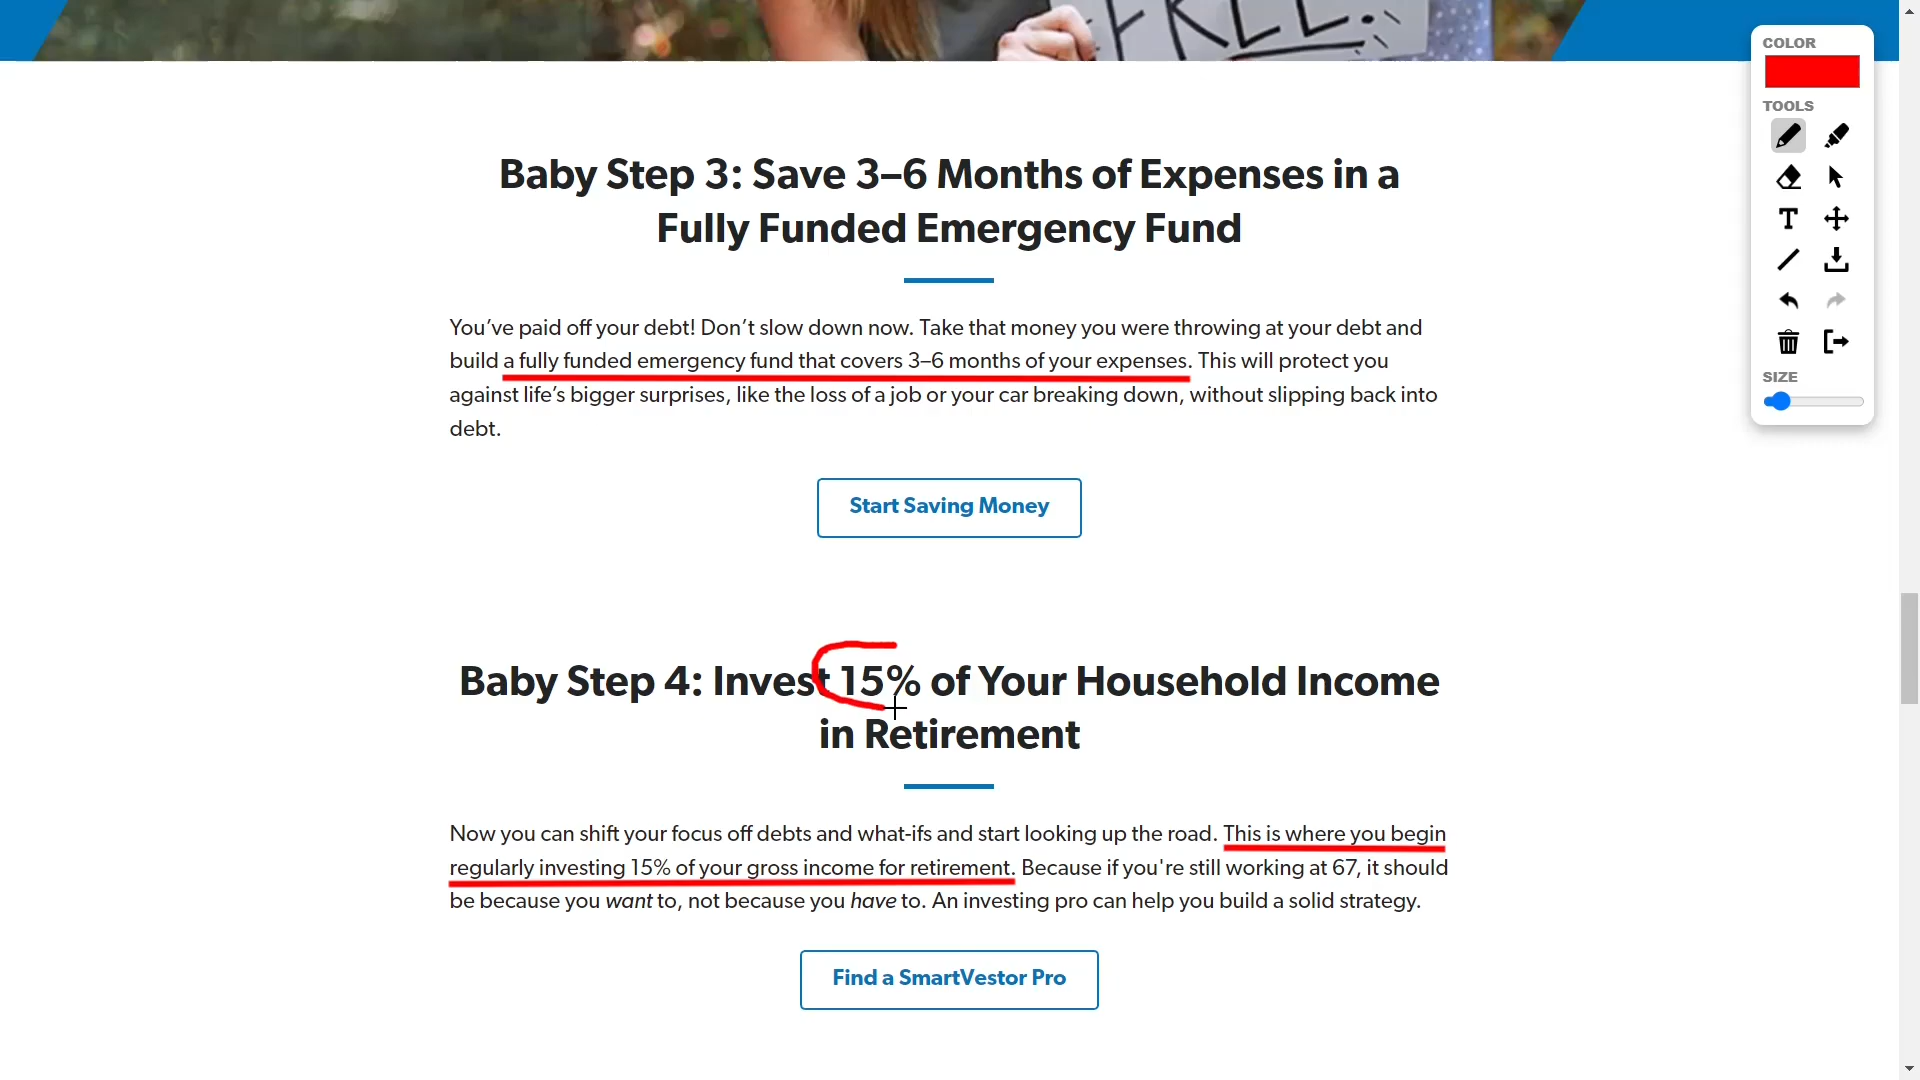 FREE.
COLOR
TOOLS
Baby Step 3: Save 3–6 Months of Expenses in a
Fully Funded Emergency Fund
You’ve paid off your debt! Don’t slow down now. Take that money you were throwing at your debt and
build a fully funded emergency fund that covers 3–6 months of your expenses. This will protect you
against life’s bigger surprises, like the loss of a job or your car breaking down, without slipping back into
debt.
SIZE
Start Saving Money
Baby Step 4: Invest 15% of Your Household Income
in Retirement
Now you can shift your focus off debts and what-ifs and start looking up the road. This is where you begin
regularly investing 15% of your gross income for retirement. Because if you're still working at 67, it should
be because you want to, not because you have to. An investing pro can help you build a solid strategy.
Find a SmartVestor Pro